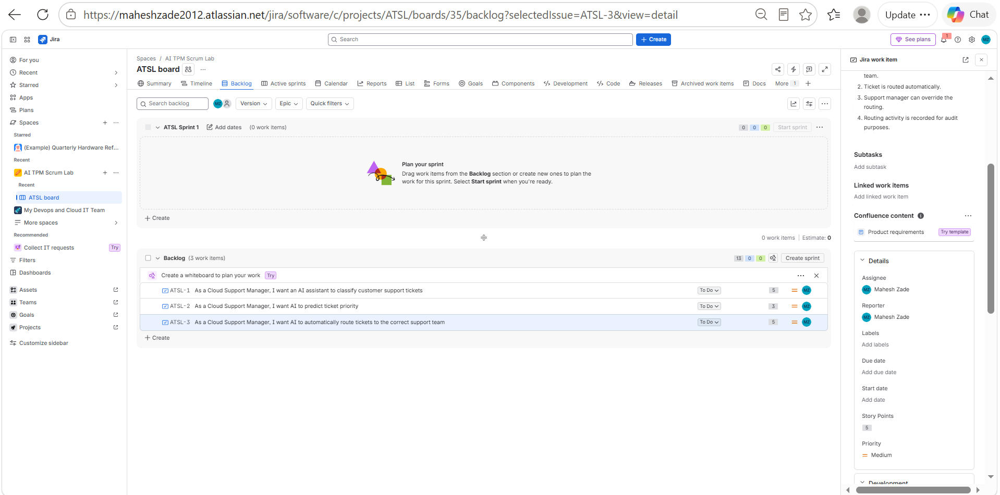 https://maheshzade2012.atlassian.net/jira/software/c/projects/ATSL/boards/35/backlog?selectedIssue=ATSL-3&view=detail
Update
Chat
Jira
Search
Create
See plans
1
MZ
For you
Recent
Starred
Apps
Plans
Spaces
Starred
(Example) Quarterly Hardware Ref...
Recent
AI TPM Scrum Lab
Recent
ATSL board
My Devops and Cloud IT Team
More spaces
Recommended
Collect IT requests Try
Filters
Dashboards
Assets
Teams
Goals
Projects
Customize sidebar
Spaces / AI TPM Scrum Lab
ATSL board
Summary Timeline Backlog Active sprints Calendar Reports List Forms Goals Components Development Code Releases Archived work items Docs More 1
Search backlog MZ Version Epic Quick filters
ATSL Sprint 1 Add dates (0 work items) 0 0 0 Start sprint
Plan your sprint
Drag work items from the Backlog section or create new ones to plan the
work for this sprint. Select Start sprint when you're ready.
Create
0 work items Estimate: 0
Backlog (3 work items) 13 0 0 Create sprint
Create a whiteboard to plan your work Try
ATSL-1 As a Cloud Support Manager, I want an AI assistant to classify customer support tickets To Do 5 MZ
ATSL-2 As a Cloud Support Manager, I want AI to predict ticket priority To Do 3 MZ
ATSL-3 As a Cloud Support Manager, I want AI to automatically route tickets to the correct support team To Do 5 MZ
Create
Jira work item
team.
2. Ticket is routed automatically.
3. Support manager can override the
routing.
4. Routing activity is recorded for audit
purposes.
Subtasks
Add subtask
Linked work items
Add linked work item
Confluence content
Product requirements Try template
Details
Assignee
MZ Mahesh Zade
Reporter
MZ Mahesh Zade
Labels
Add labels
Due date
Add due date
Start date
Add date
Story Points
5
Priority
Medium
Development